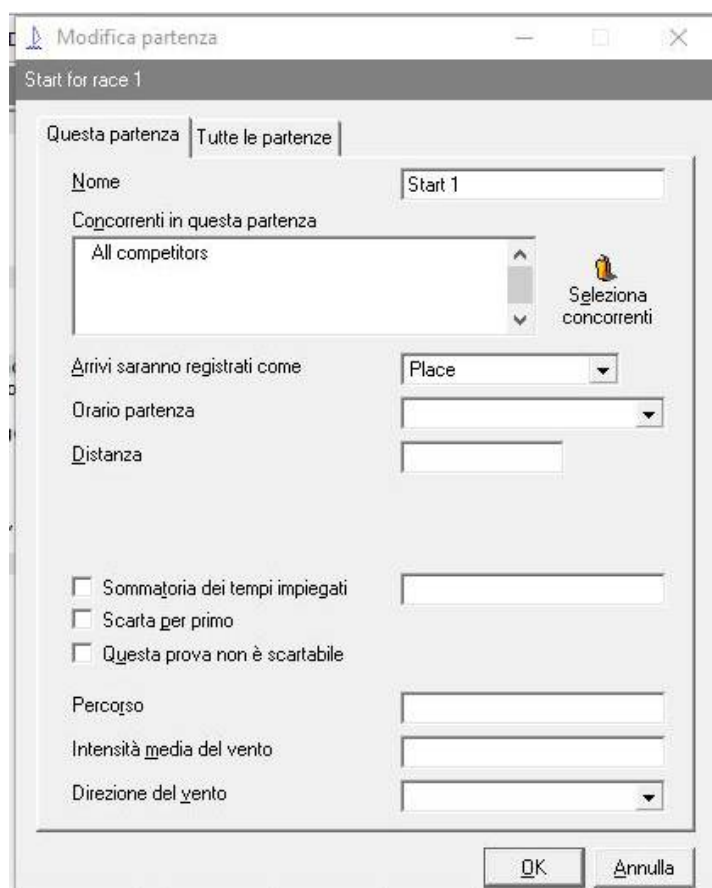 Modifica partenza
Start for race 1
Questa partenza
Tutte le partenze
Nome
Start 1
Concorrenti in questa partenza
All competitors
Seleziona
concorrenti
Arrivi saranno registrati come
Place
Orario partenza
Distanza
Sommatoria dei tempi impiegati
Scarta per primo
Questa prova non è scartabile
Percorso
Intensità media del vento
Direzione del vento
OK
Annulla